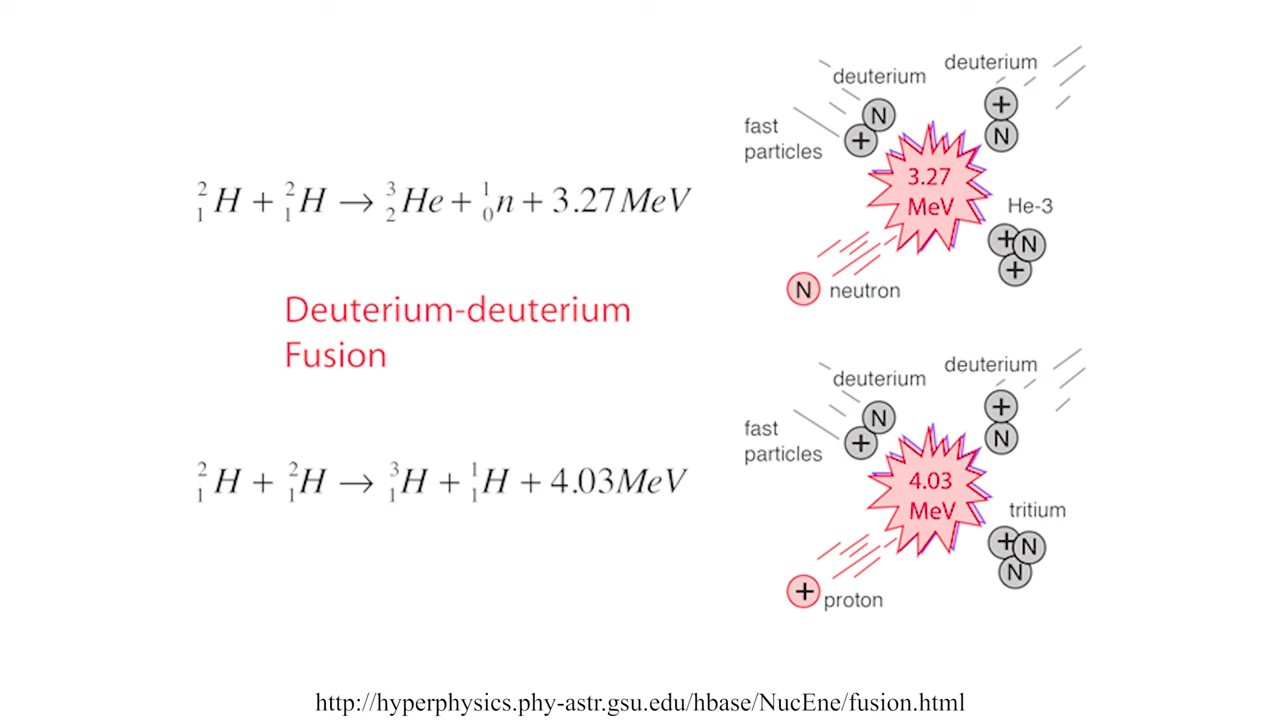 deuterium
deuterium
fast
particles
N
+
+
N
3.27
MeV
²₁H + ²₁H → ³₂He + ¹₀n + 3.27 MeV
He-3
+
N
+
N
neutron
Deuterium-deuterium
Fusion
deuterium
deuterium
fast
particles
N
+
+
N
4.03
MeV
²₁H + ²₁H → ³₁H + ¹₁H + 4.03 MeV
tritium
+
N
N
+
proton
http://hyperphysics.phy-astr.gsu.edu/hbase/NucEne/fusion.html